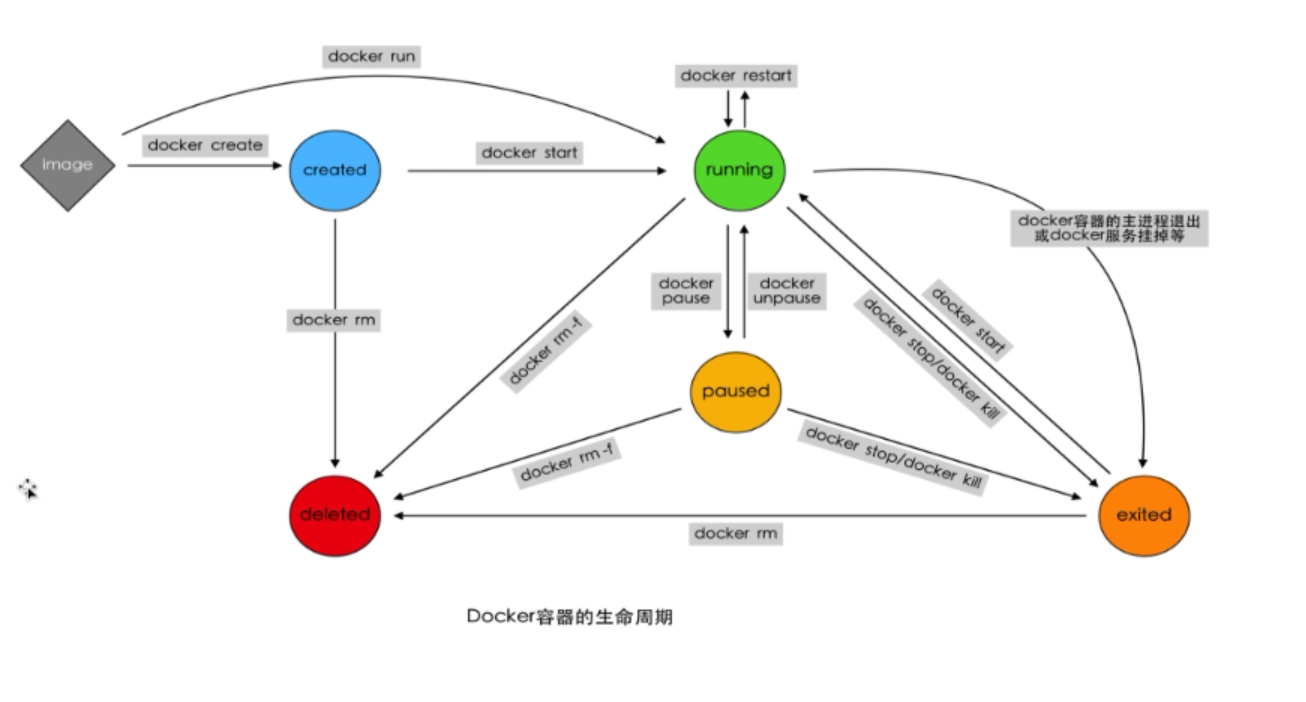 docker run
docker restart
docker create
docker start
image
created
running
docker容器的主进程退出
或docker服务挂掉等
docker
pause
docker
unpause
docker start
docker stop/docker kill
docker rm
docker rm -f
paused
docker rm -f
docker stop/docker kill
deleted
exited
docker rm
Docker容器的生命周期